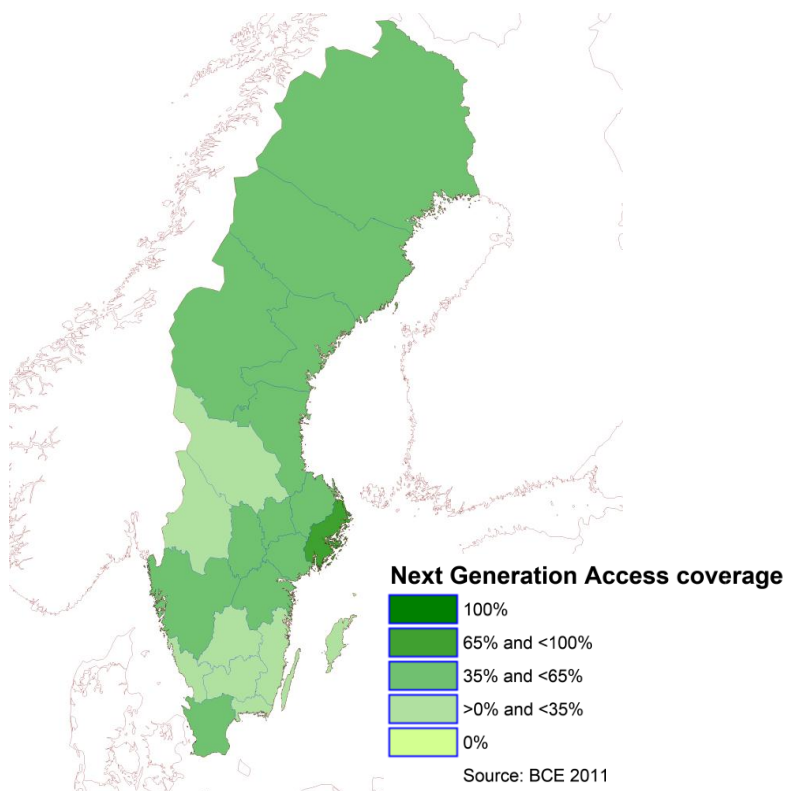 Next Generation Access coverage
100%
65% and <100%
35% and <65%
>0% and <35%
0%
Source: BCE 2011